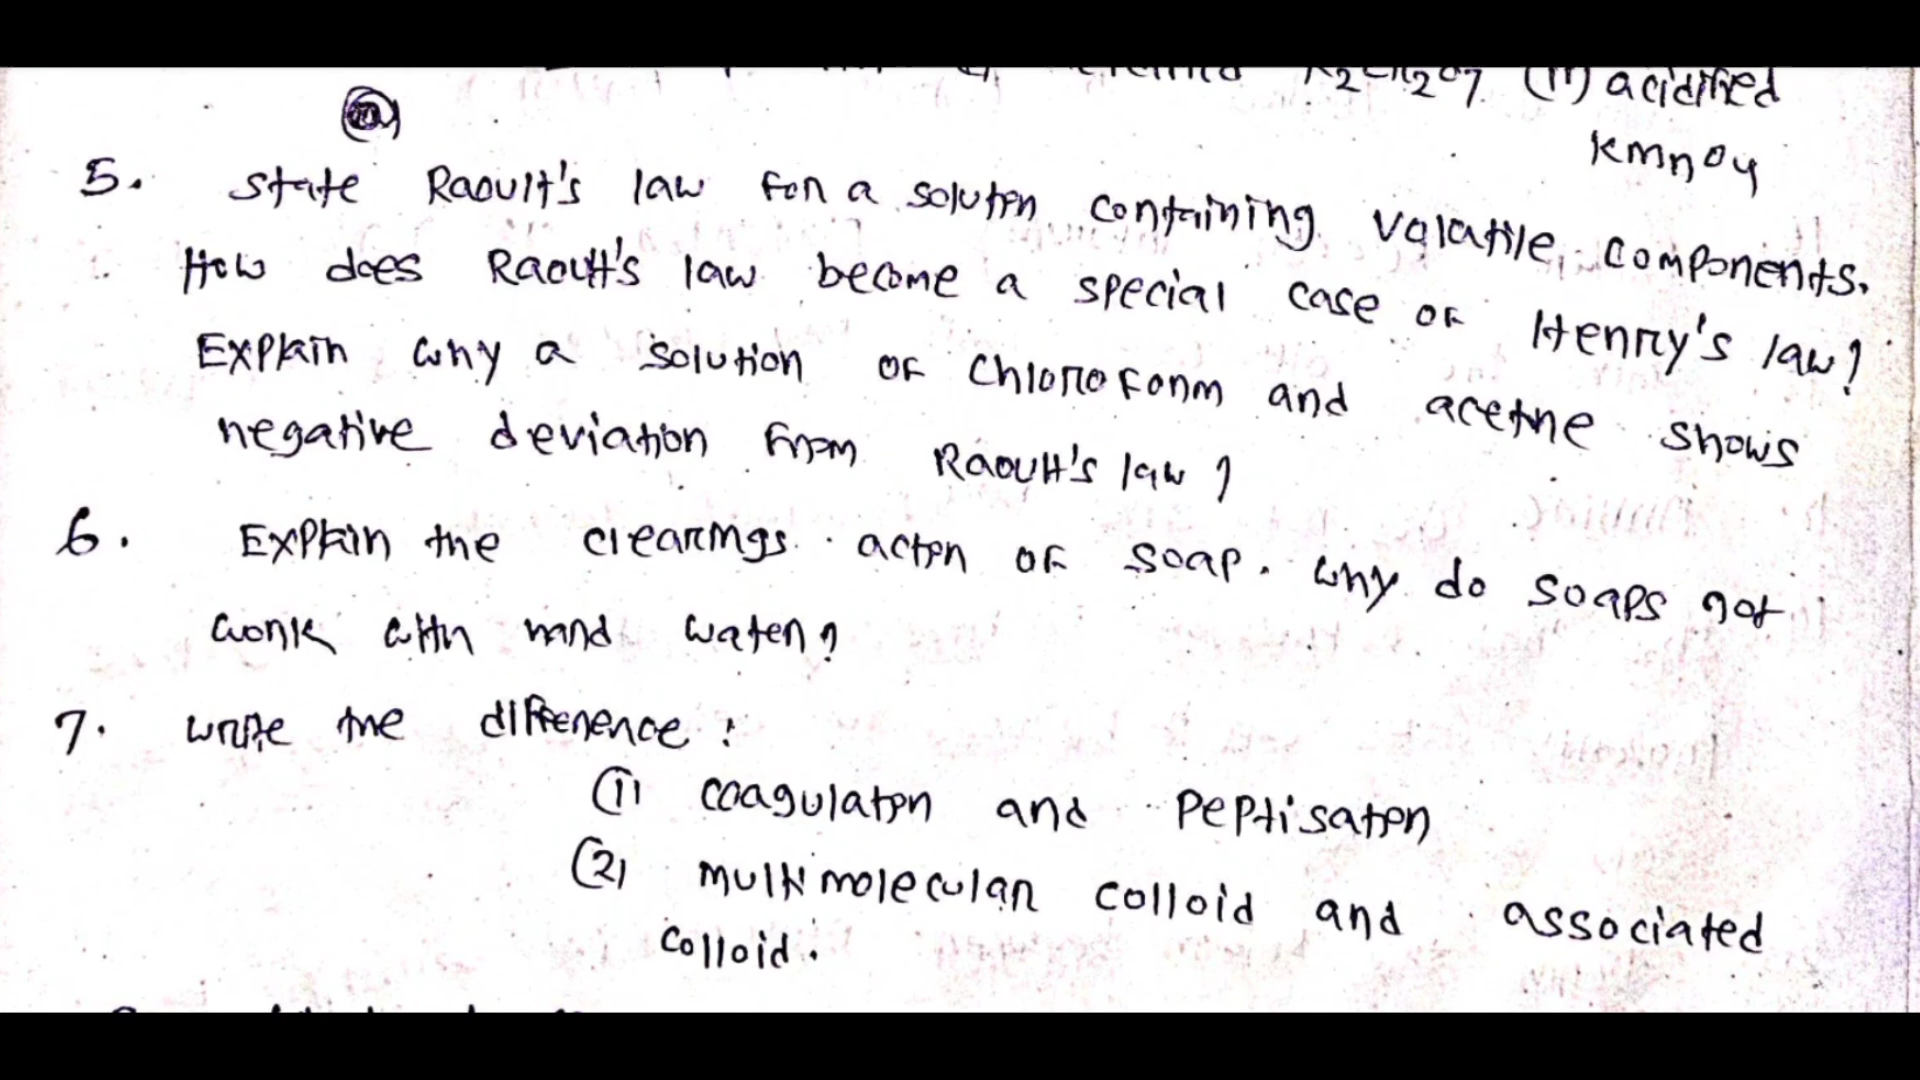 K2Cr2O7 (ii) acidified
KMnO4
5. State Raoult's law for a solution containing volatile components.
How does Raoult's law become a special case of Henry's law?
Explain why a solution of chloroform and acetone shows
negative deviation from Raoult's law?
6. Explain the cleanings action of soap. Why do soaps not
work with hard water?
7. Write the difference:
(1) Coagulation and Peptisation
(2) multimolecular colloid and associated
colloid.